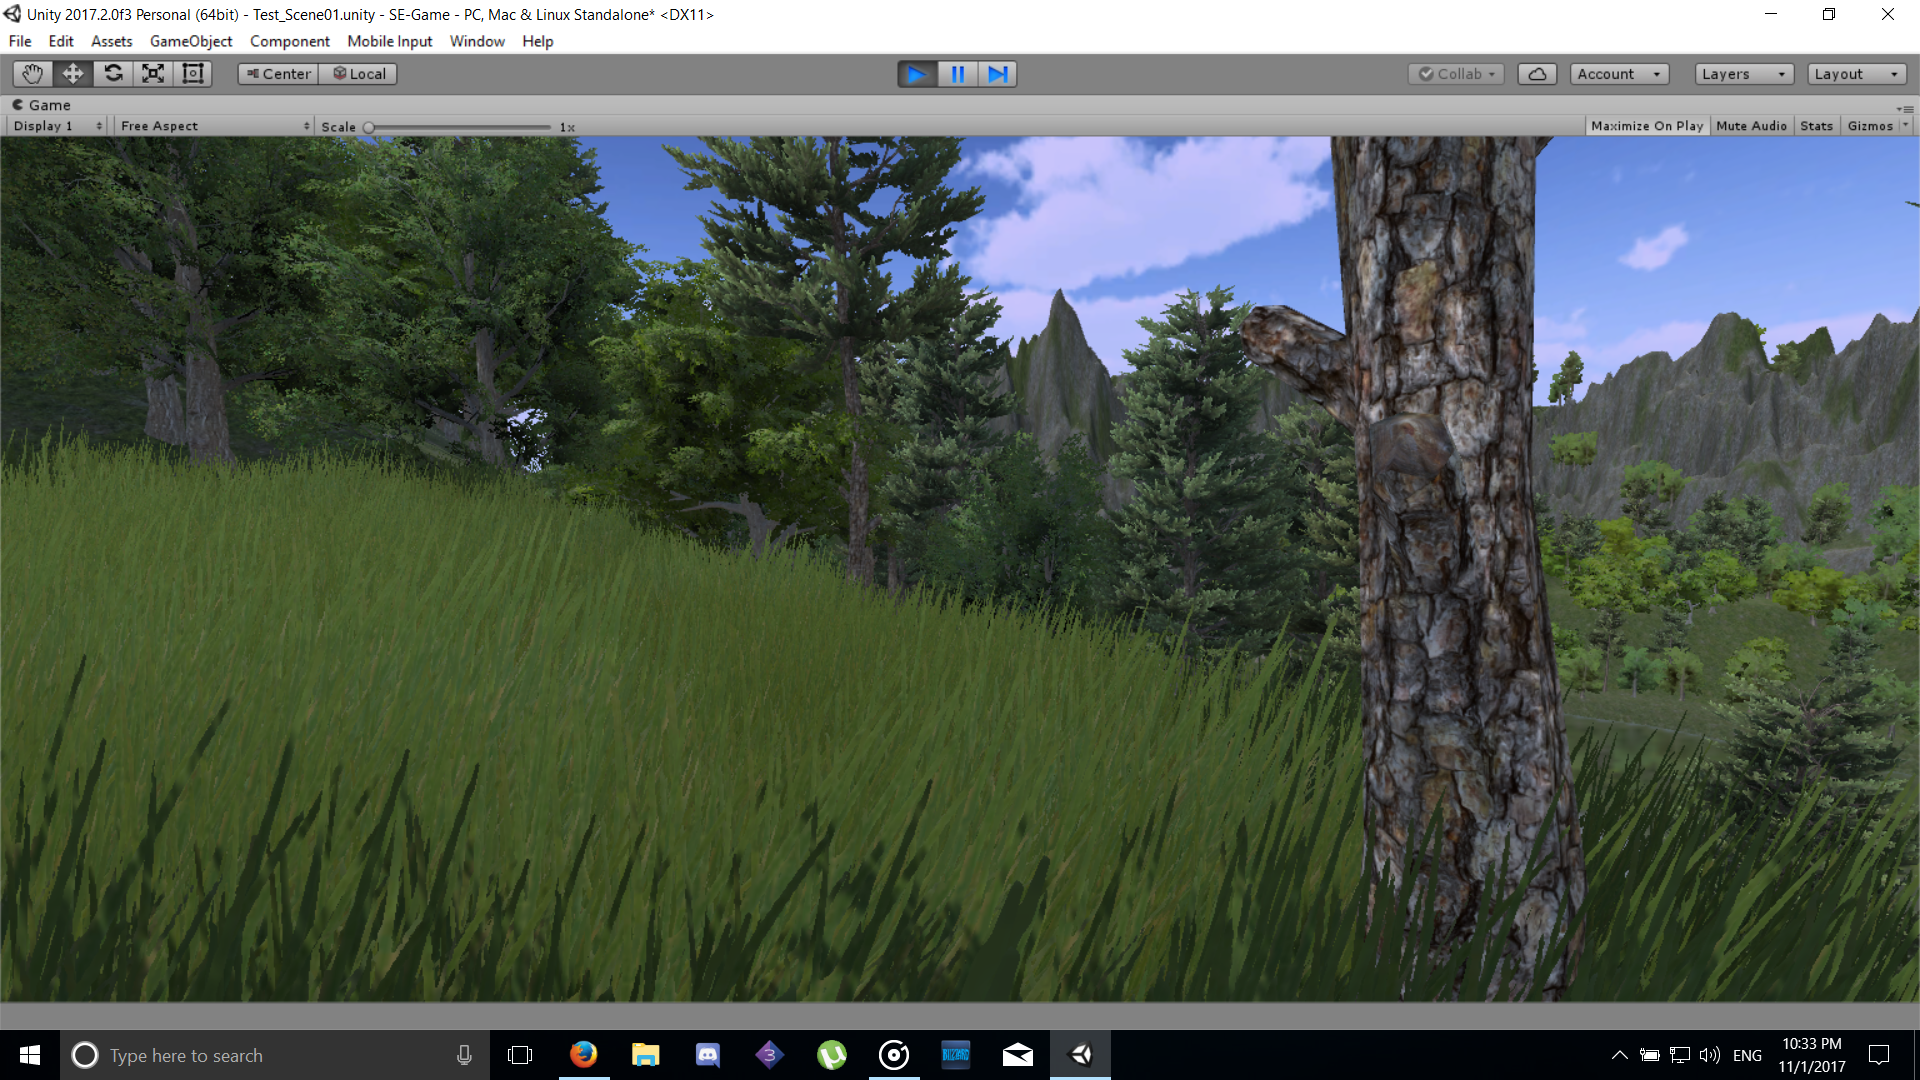 Unity 2017.2.0f3 Personal (64bit) - Test_Scene01.unity - SE-Game - PC, Mac & Linux Standalone* <DX11>
File Edit Assets GameObject Component Mobile Input Window Help
Center Local Collab Account Layers Layout
Game
Display 1 Free Aspect Scale 1x Maximize On Play Mute Audio Stats Gizmos
Type here to search
3
BLIZZARD
ENG
10:33 PM
11/1/2017